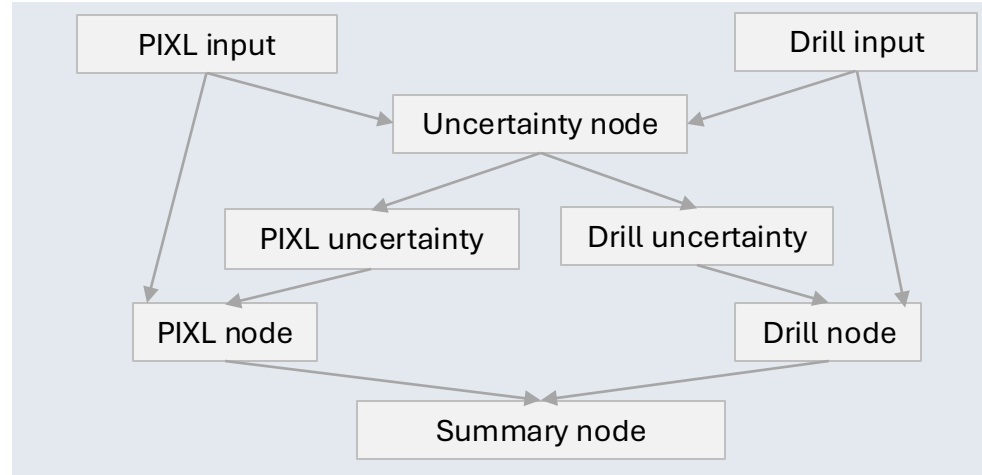 PIXL input
Drill input
Uncertainty node
PIXL uncertainty
Drill uncertainty
PIXL node
Drill node
Summary node